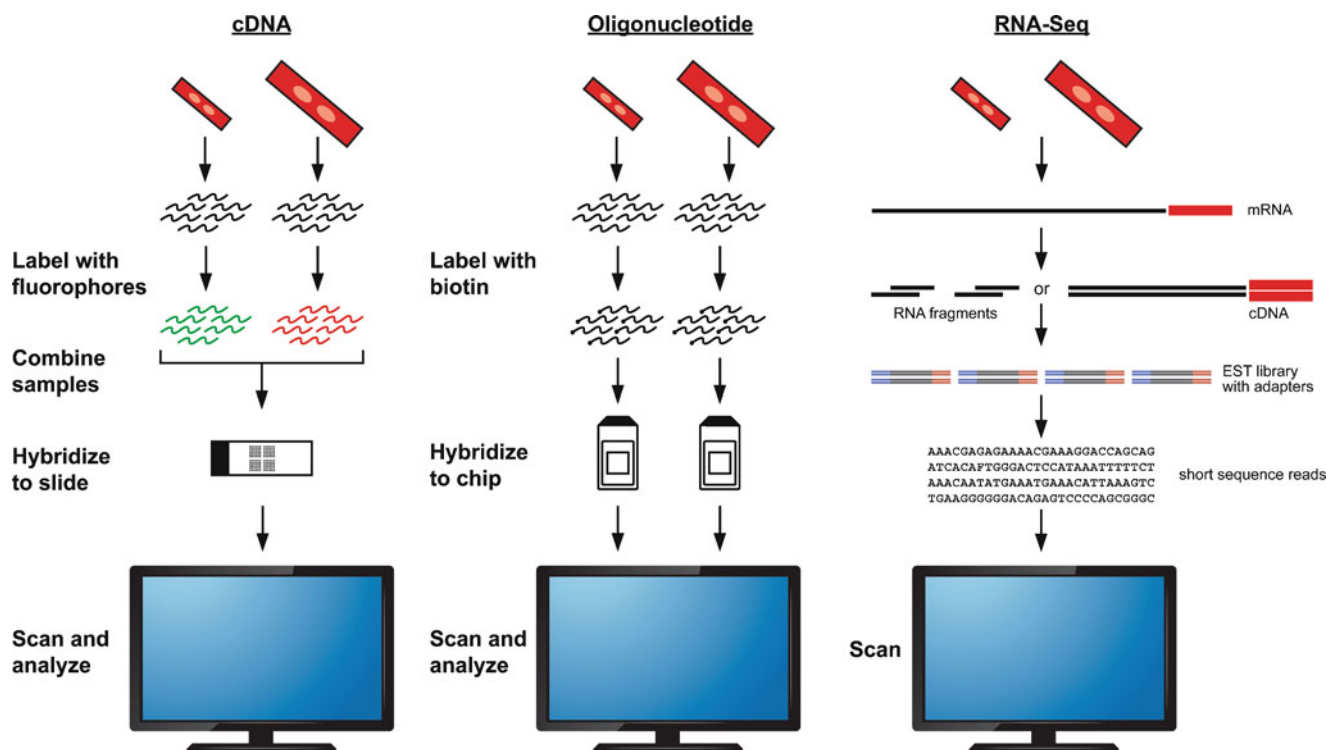 cDNA
Label with
fluorophores
Combine
samples
Hybridize
to slide
Scan and
analyze
Oligonucleotide
Label with
biotin
Hybridize
to chip
Scan and
analyze
RNA-Seq
mRNA
or
RNA fragments
cDNA
EST library
with adapters
AAACGAGAGAAAACGAAAGGACCAGCAG
ATCACAFTGGGACTCCATAAATTTTTCT
AAACAATATGAAATGAAACATTAAAGTC
TGAAGGGGGGACAGAGTCCCCAGCGGGC
short sequence reads
Scan